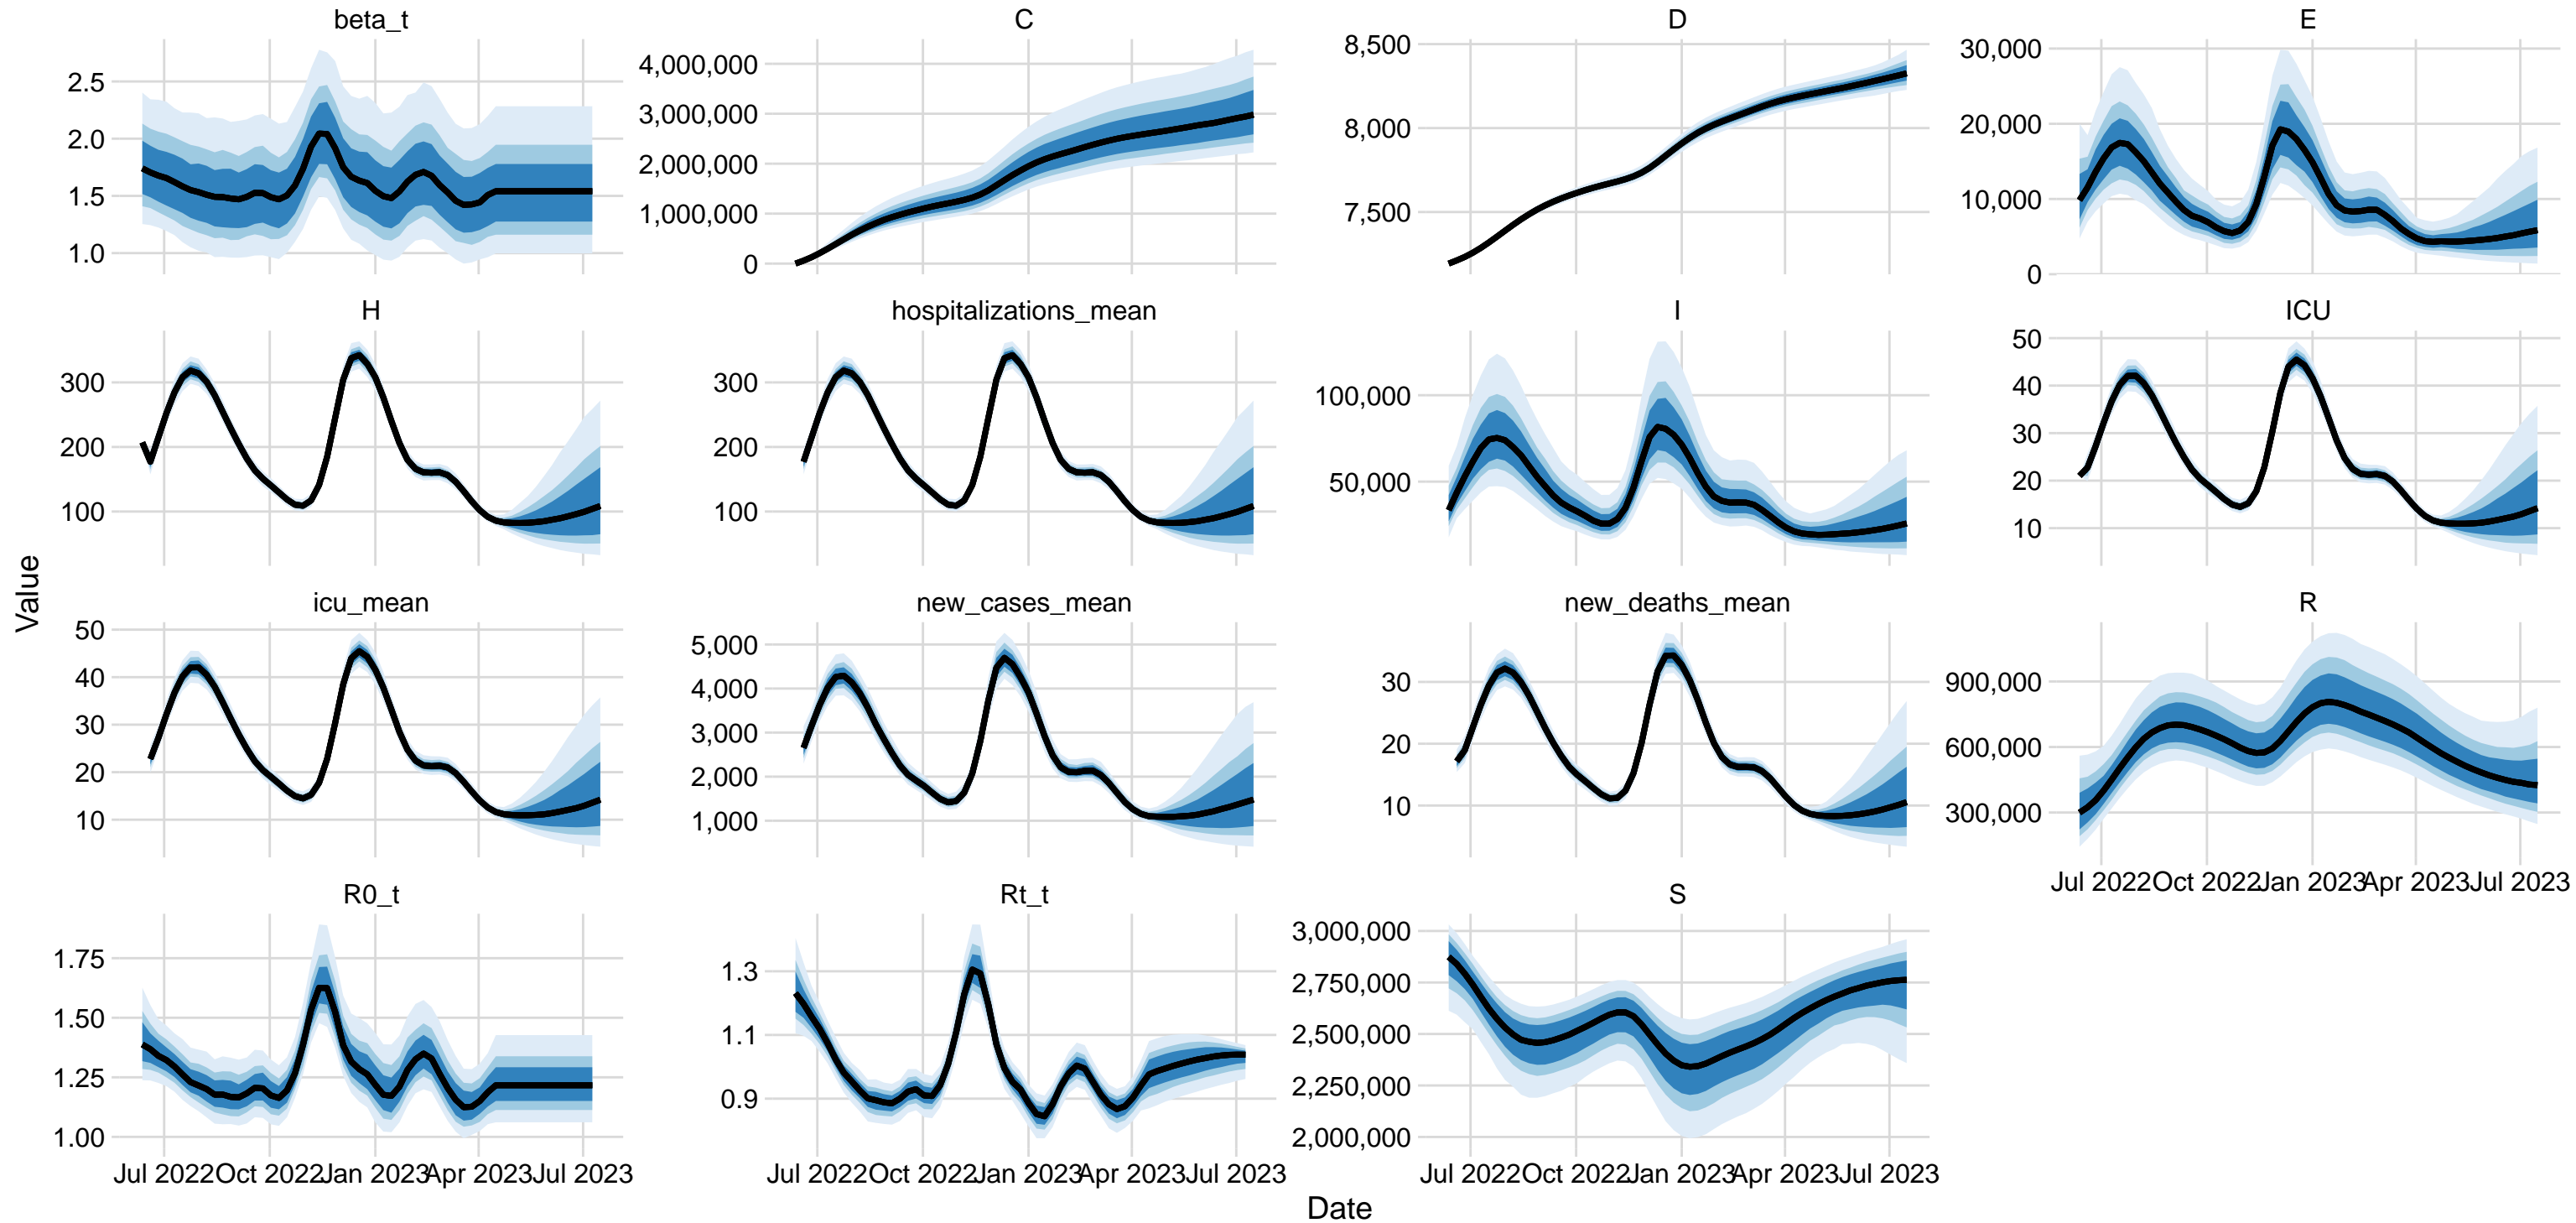 beta_t
C
D
E
2.5
2.0
1.5
1.0
4,000,000
3,000,000
2,000,000
1,000,000
0
8,500
8,000
7,500
30,000
20,000
10,000
0
H
hospitalizations_mean
I
ICU
300
200
100
300
200
100
100,000
50,000
50
40
30
20
10
Value
icu_mean
new_cases_mean
new_deaths_mean
R
50
40
30
20
10
5,000
4,000
3,000
2,000
1,000
30
20
10
900,000
600,000
300,000
Jul 2022 Oct 2022 Jan 2023 Apr 2023 Jul 2023
R0_t
Rt_t
S
1.75
1.50
1.25
1.00
1.3
1.1
0.9
3,000,000
2,750,000
2,500,000
2,250,000
2,000,000
Jul 2022 Oct 2022 Jan 2023 Apr 2023 Jul 2023
Jul 2022 Oct 2022 Jan 2023 Apr 2023 Jul 2023
Jul 2022 Oct 2022 Jan 2023 Apr 2023 Jul 2023
Date